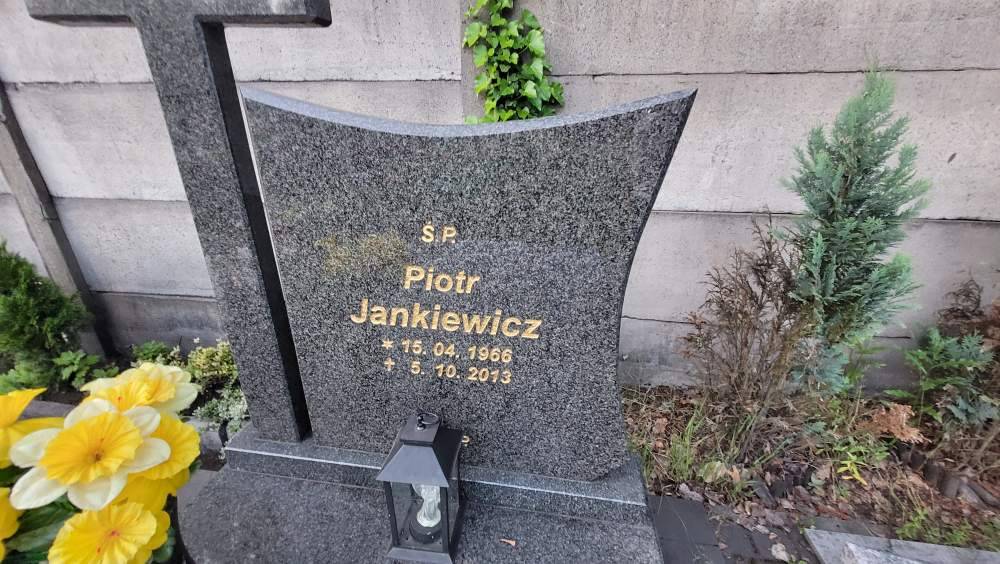 Ś.P.
Piotr
Jankiewicz
* 15. 04. 1966
✝ 5. 10. 2013